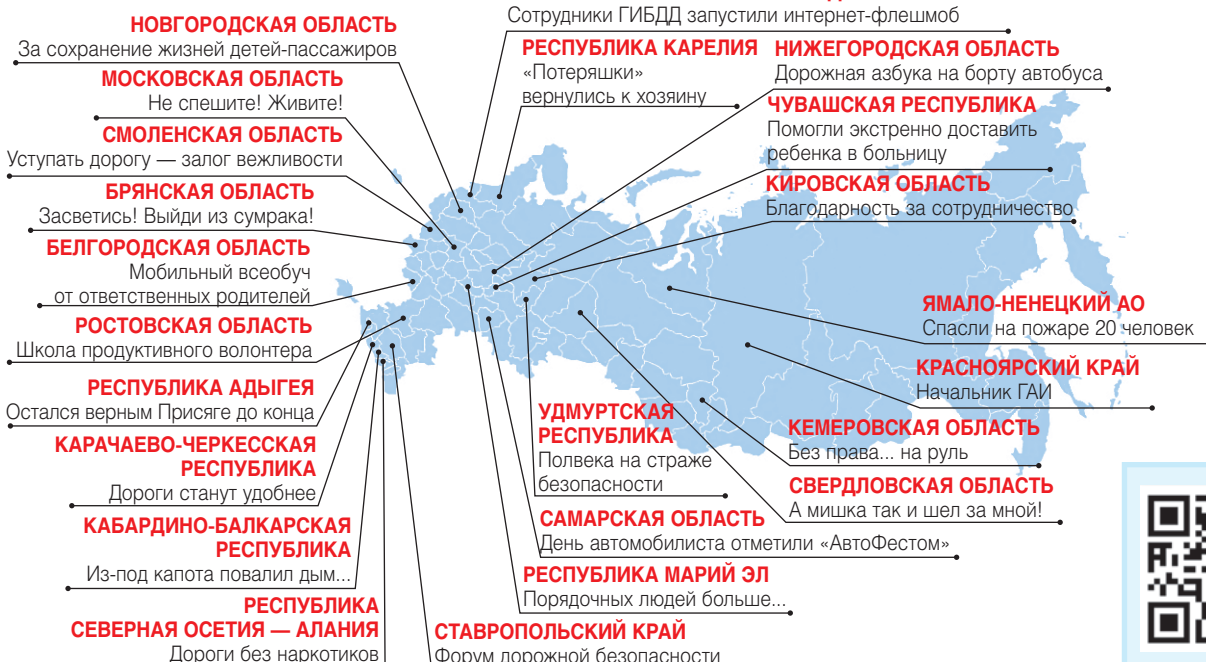 Сотрудники ГИБДД запустили интернет-флешмоб
НОВГОРОДСКАЯ ОБЛАСТЬ
За сохранение жизней детей-пассажиров
МОСКОВСКАЯ ОБЛАСТЬ
Не спешите! Живите!
СМОЛЕНСКАЯ ОБЛАСТЬ
Уступать дорогу — залог вежливости
БРЯНСКАЯ ОБЛАСТЬ
Засветись! Выйди из сумрака!
БЕЛГОРОДСКАЯ ОБЛАСТЬ
Мобильный всеобуч
от ответственных родителей
РОСТОВСКАЯ ОБЛАСТЬ
Школа продуктивного волонтера
РЕСПУБЛИКА АДЫГЕЯ
Остался верным Присяге до конца
КАРАЧАЕВО-ЧЕРКЕССКАЯ
РЕСПУБЛИКА
Дороги станут удобнее
КАБАРДИНО-БАЛКАРСКАЯ
РЕСПУБЛИКА
Из-под капота повалил дым...
РЕСПУБЛИКА
СЕВЕРНАЯ ОСЕТИЯ — АЛАНИЯ
Дороги без наркотиков
РЕСПУБЛИКА КАРЕЛИЯ
«Потеряшки»
вернулись к хозяину
НИЖЕГОРОДСКАЯ ОБЛАСТЬ
Дорожная азбука на борту автобуса
ЧУВАШСКАЯ РЕСПУБЛИКА
Помогли экстренно доставить
ребенка в больницу
КИРОВСКАЯ ОБЛАСТЬ
Благодарность за сотрудничество
ЯМАЛО-НЕНЕЦКИЙ АО
Спасли на пожаре 20 человек
КРАСНОЯРСКИЙ КРАЙ
Начальник ГАИ
КЕМЕРОВСКАЯ ОБЛАСТЬ
Без права... на руль
СВЕРДЛОВСКАЯ ОБЛАСТЬ
А мишка так и шел за мной!
УДМУРТСКАЯ
РЕСПУБЛИКА
Полвека на страже
безопасности
САМАРСКАЯ ОБЛАСТЬ
День автомобилиста отметили «АвтоФестом»
РЕСПУБЛИКА МАРИЙ ЭЛ
Порядочных людей больше...
СТАВРОПОЛЬСКИЙ КРАЙ
Форум дорожной безопасности